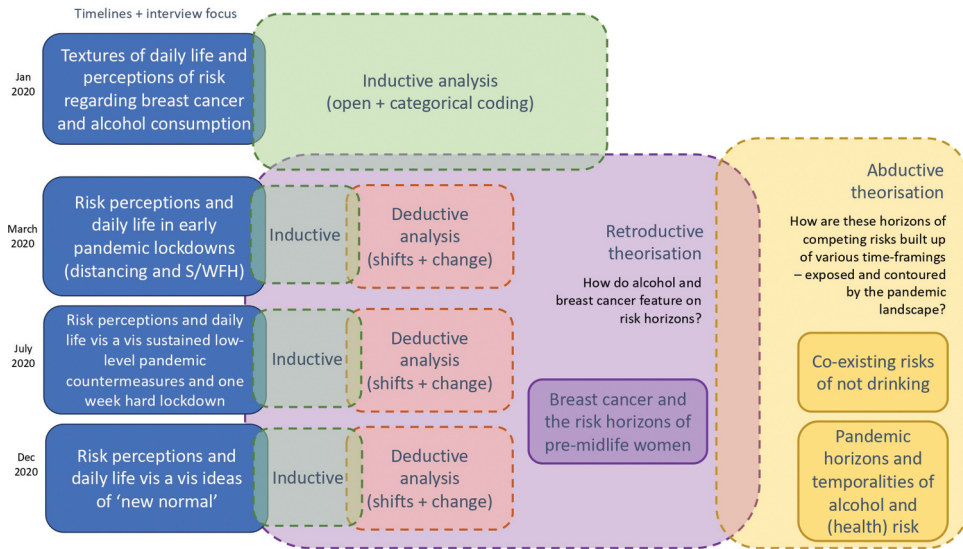 Timelines + interview focus
Jan
2020
Textures of daily life and
perceptions of risk
regarding breast cancer
and alcohol consumption
Inductive analysis
(open + categorical coding)
March
2020
Risk perceptions and
daily life in early
pandemic lockdowns
(distancing and S/WFH)
Inductive
Deductive
analysis
(shifts + change)
July
2020
Risk perceptions and daily
life vis a vis sustained low-
level pandemic
countermeasures and one
week hard lockdown
Inductive
Deductive
analysis
(shifts + change)
Dec
2020
Risk perceptions and
daily life vis a vis ideas
of ‘new normal’
Inductive
Deductive
analysis
(shifts + change)
Retroductive
theorisation
How do alcohol and
breast cancer feature on
risk horizons?
Breast cancer and
the risk horizons of
pre-midlife women
Abductive
theorisation
How are these horizons of
competing risks built up
of various time-framings
– exposed and contoured
by the pandemic
landscape?
Co-existing risks
of not drinking
Pandemic
horizons and
temporalities of
alcohol and
(health) risk